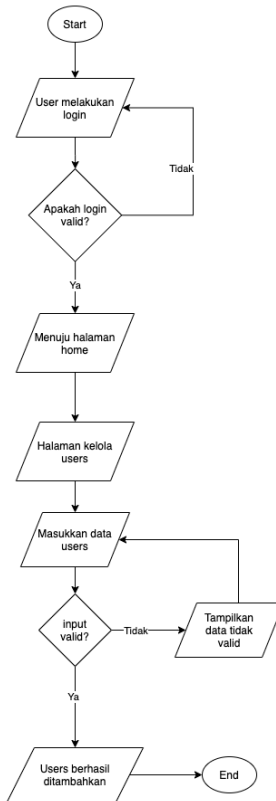 Start
User melakukan
login
Tidak
Apakah login
valid?
Ya
Menuju halaman
home
Halaman kelola
users
Masukkan data
users
input
valid?
Tidak
Tampilkan
data tidak
valid
Ya
Users berhasil
ditambahkan
End